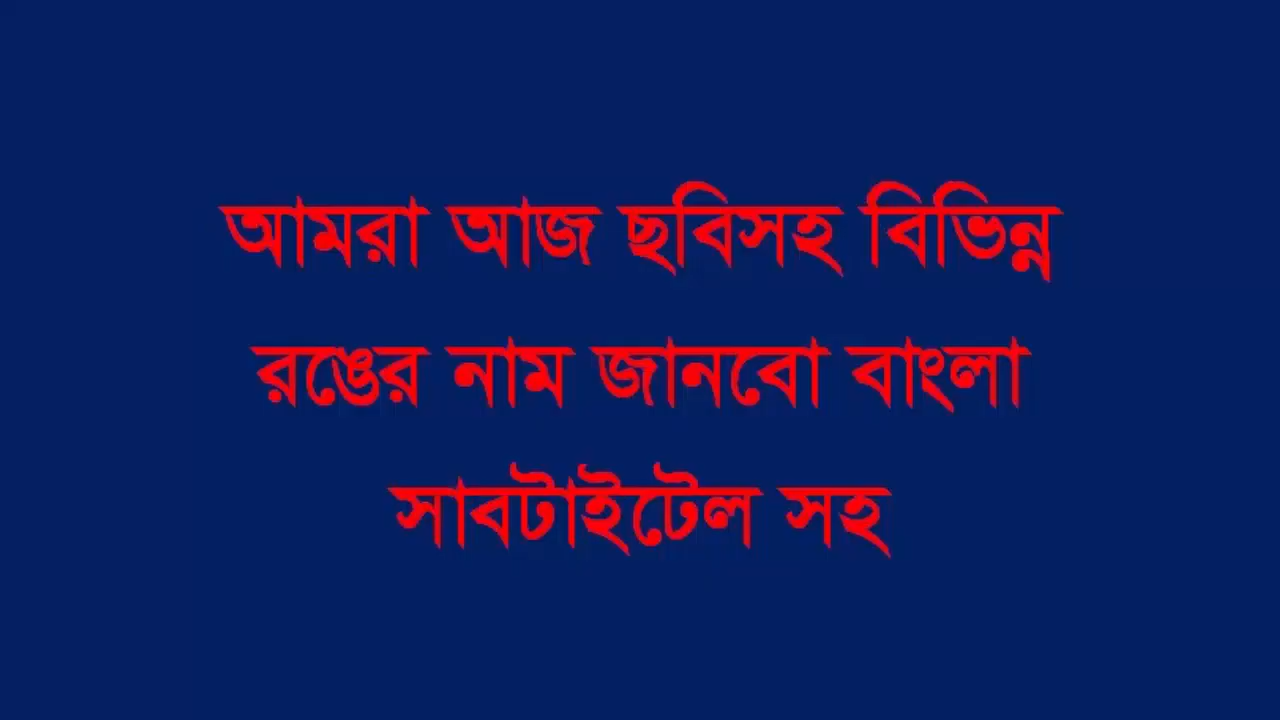 আমরা আজ ছবিসহ বিভিন্ন
রঙের নাম জানবো বাংলা
সাবটাইটেল সহ